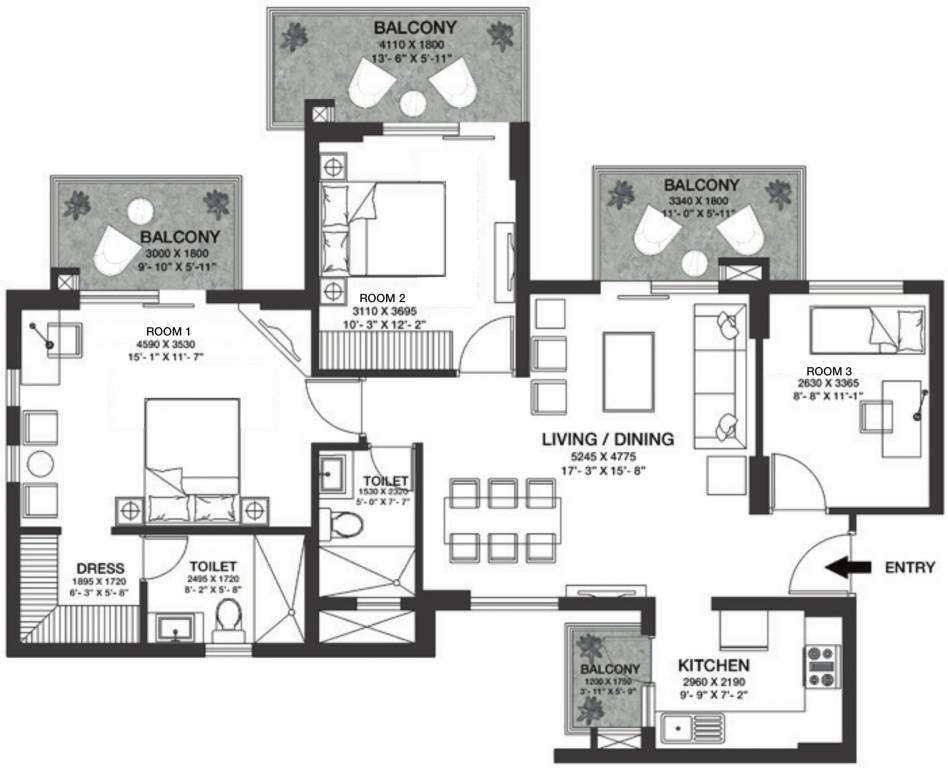 BALCONY
4110 X 1800
13'- 6" X 5'-11"
BALCONY
3340 X 1800
11'- 0" X 5'-11"
BALCONY
3000 X 1800
9'- 10" X 5'-11"
ROOM 2
3110 X 3695
10'- 3" X 12'- 2"
ROOM 1
4590 X 3530
15'- 1" X 11'- 7"
ROOM 3
2630 X 3365
8'- 8" X 11'-1"
LIVING / DINING
5245 X 4775
17'- 3" X 15'- 8"
TOILET
1530 X 2320
5'- 0" X 7'- 7"
DRESS
1895 X 1720
6'- 3" X 5'- 8"
TOILET
2495 X 1720
8'- 2" X 5'- 8"
ENTRY
BALCONY
1200 X 1750
3'- 11" X 5'- 9"
KITCHEN
2960 X 2190
9'- 9" X 7'- 2"